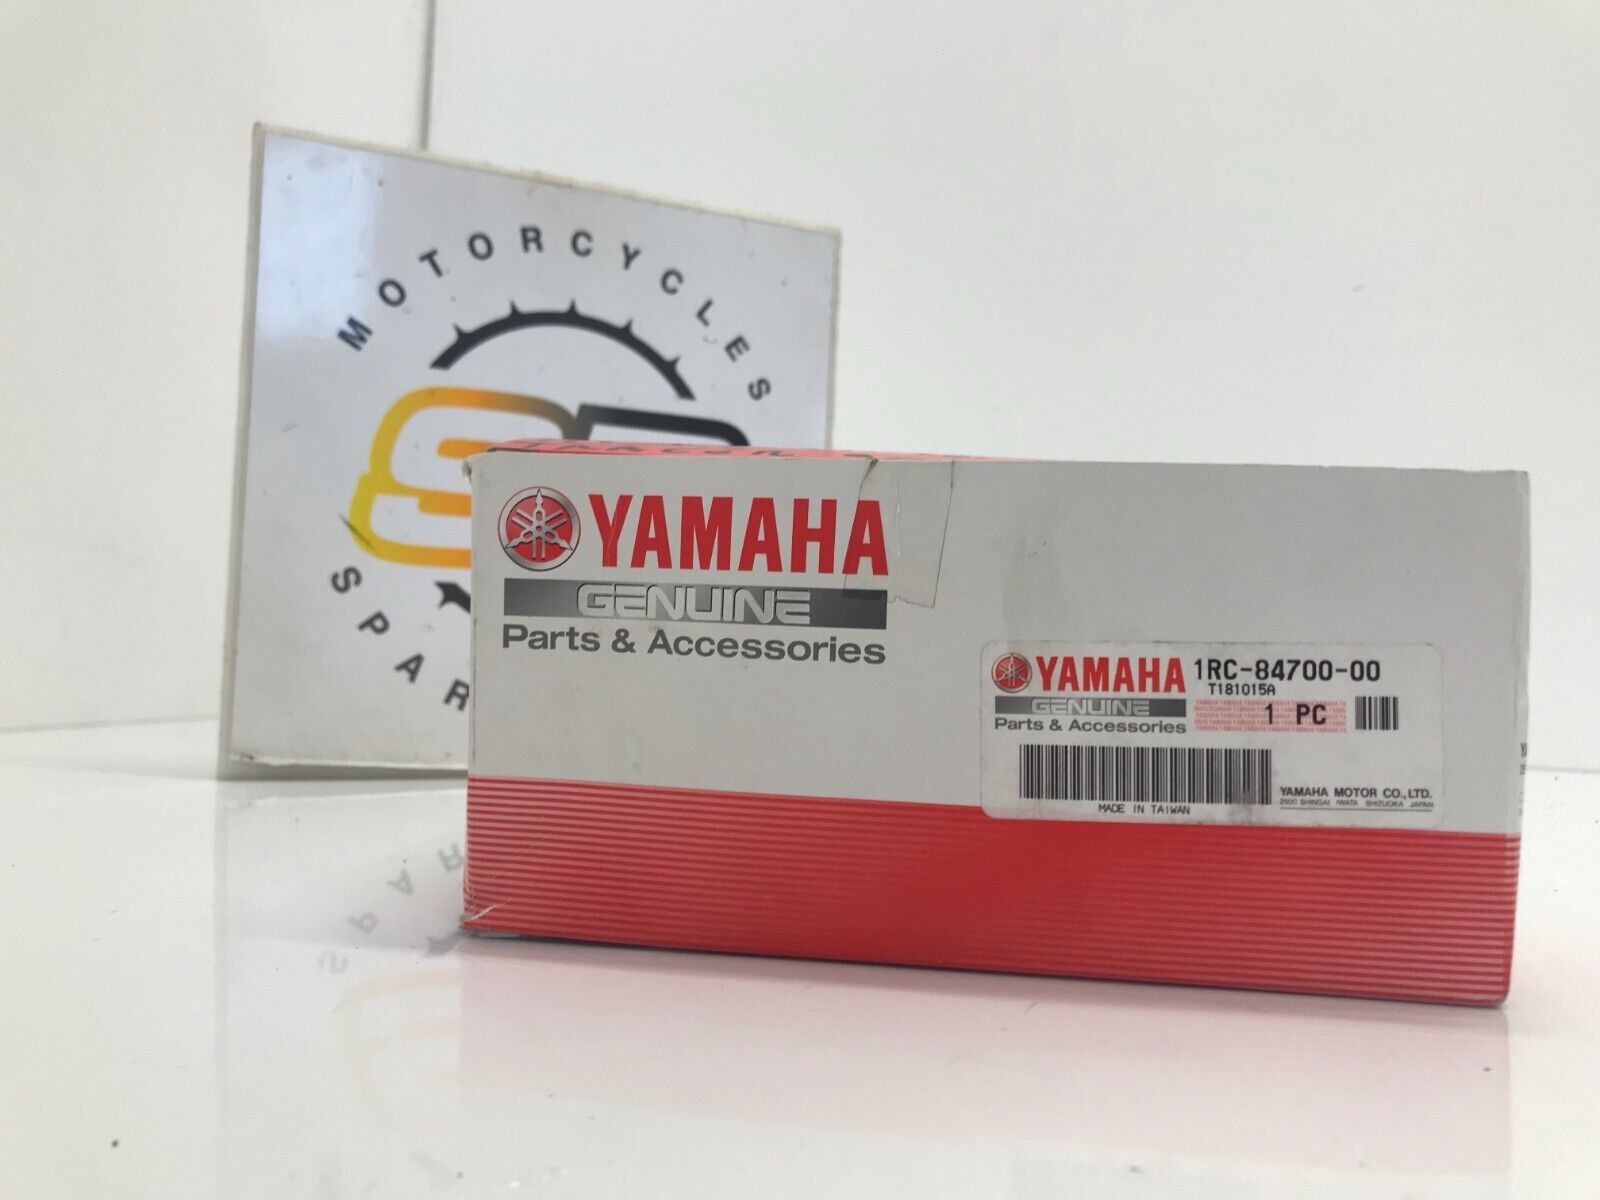 MOTORCYCLES
SPAR
YAMAHA
GENUINE
Parts & Accessories
YAMAHA
GENUINE
Parts & Accessories
1RC-84700-00
T181015A
1 PC
MADE IN TAIWAN
YAMAHA MOTOR CO.,LTD.
2500 SHINGAI IWATA SHIZUOKA JAPAN